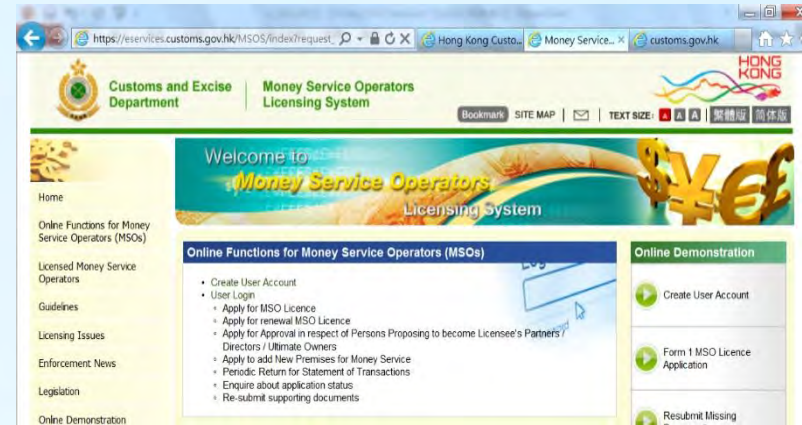 https://eservices.customs.gov.hk/MSOS/index?request_
Hong Kong Custo...
Money Service...
customs.gov.hk
Customs and Excise
Department
Money Service Operators
Licensing System
HONG
KONG
Bookmark SITE MAP | | TEXT SIZE: A A A 繁體版 简体版
Welcome to
Money Service Operators
Licensing System
Home
Online Functions for Money
Service Operators (MSOs)
Licensed Money Service
Operators
Guidelines
Licensing Issues
Enforcement News
Legislation
Online Demonstration
Online Functions for Money Service Operators (MSOs)
• Create User Account
• User Login
Apply for MSO Licence
Apply for renewal MSO Licence
Apply for Approval in respect of Persons Proposing to become Licensee's Partners /
Directors / Ultimate Owners
Apply to add New Premises for Money Service
Periodic Return for Statement of Transactions
Enquire about application status
Re-submit supporting documents
Online Demonstration
Create User Account
Form 1 MSO Licence
Application
Resubmit Missing